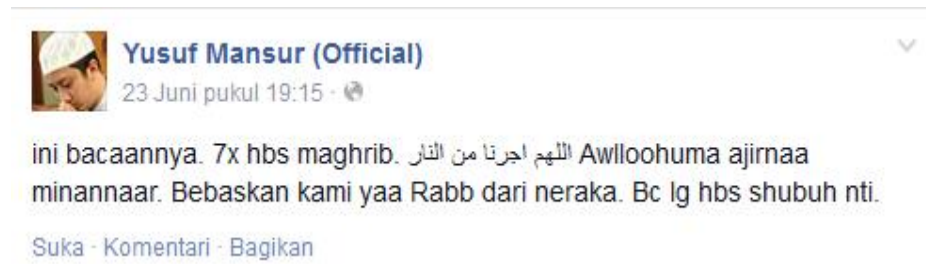 Yusuf Mansur (Official)
23 Juni pukul 19:15 ·
ini bacaannya. 7x hbs maghrib. اللهم اجرنا من النار Awlloohuma ajirnaa
minannaar. Bebaskan kami yaa Rabb dari neraka. Bc lg hbs shubuh nti.
Suka · Komentari · Bagikan